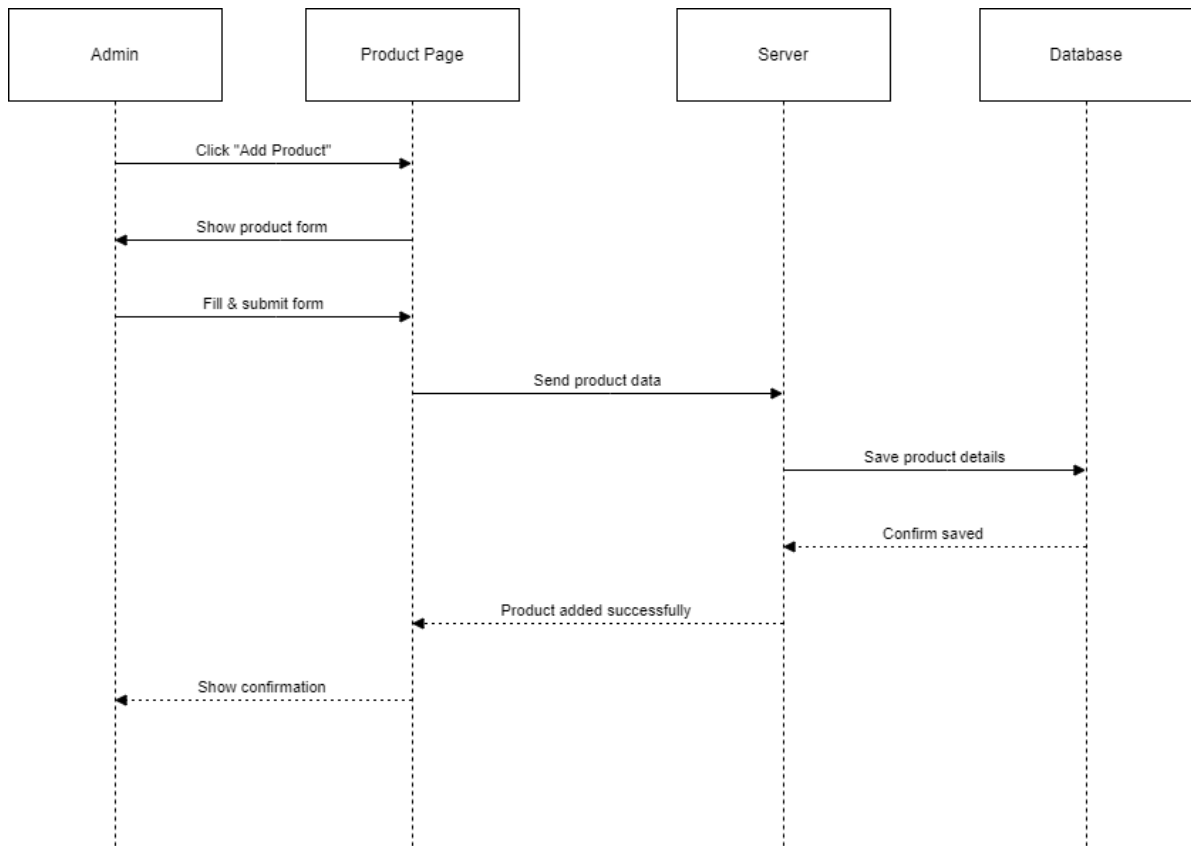 Admin
Product Page
Server
Database
Click "Add Product"
Show product form
Fill & submit form
Send product data
Save product details
Confirm saved
Product added successfully
Show confirmation